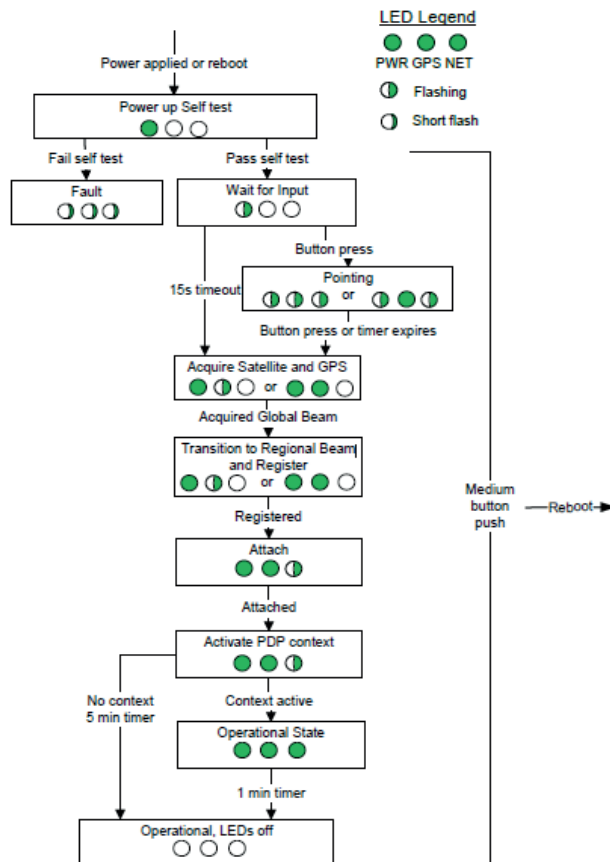 LED Legend
PWR GPS NET
Flashing
Short flash
Power applied or reboot
Power up Self test
Fail self test
Pass self test
Fault
Wait for Input
Button press
15s timeout
Pointing
or
Button press or timer expires
Acquire Satellite and GPS
or
Acquired Global Beam
Transition to Regional Beam
and Register
or
Registered
Medium
button
push
Reboot
Attach
Attached
Activate PDP context
No context
5 min timer
Context active
Operational State
1 min timer
Operational, LEDs off